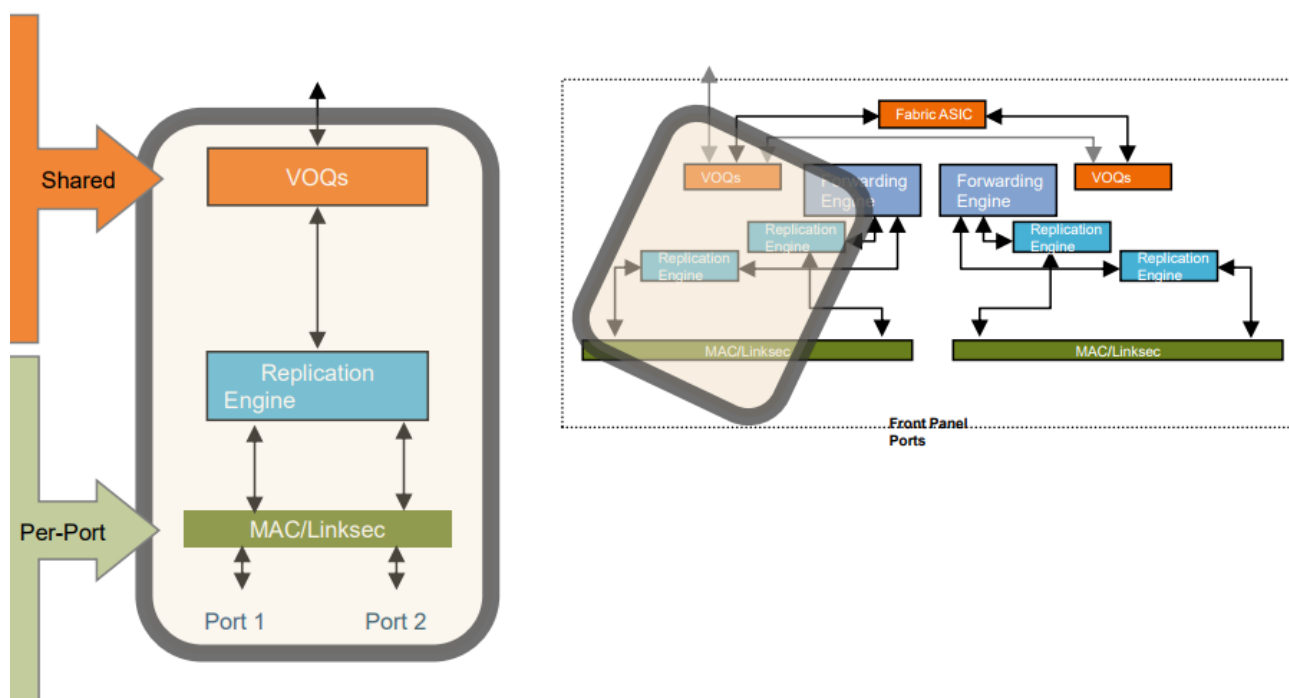 Shared
VOQs
Replication
Engine
Per-Port
MAC/Linksec
Port 1
Port 2
Fabric ASIC
VOQs
Forwarding
Engine
Forwarding
Engine
VOQs
Replication
Engine
Replication
Engine
Replication
Engine
Replication
Engine
MAC/Linksec
MAC/Linksec
Front Panel
Ports